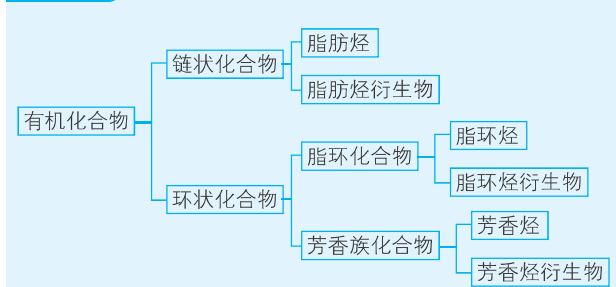 有机化合物
链状化合物
脂肪烃
脂肪烃衍生物
环状化合物
脂环化合物
脂环烃
脂环烃衍生物
芳香族化合物
芳香烃
芳香烃衍生物